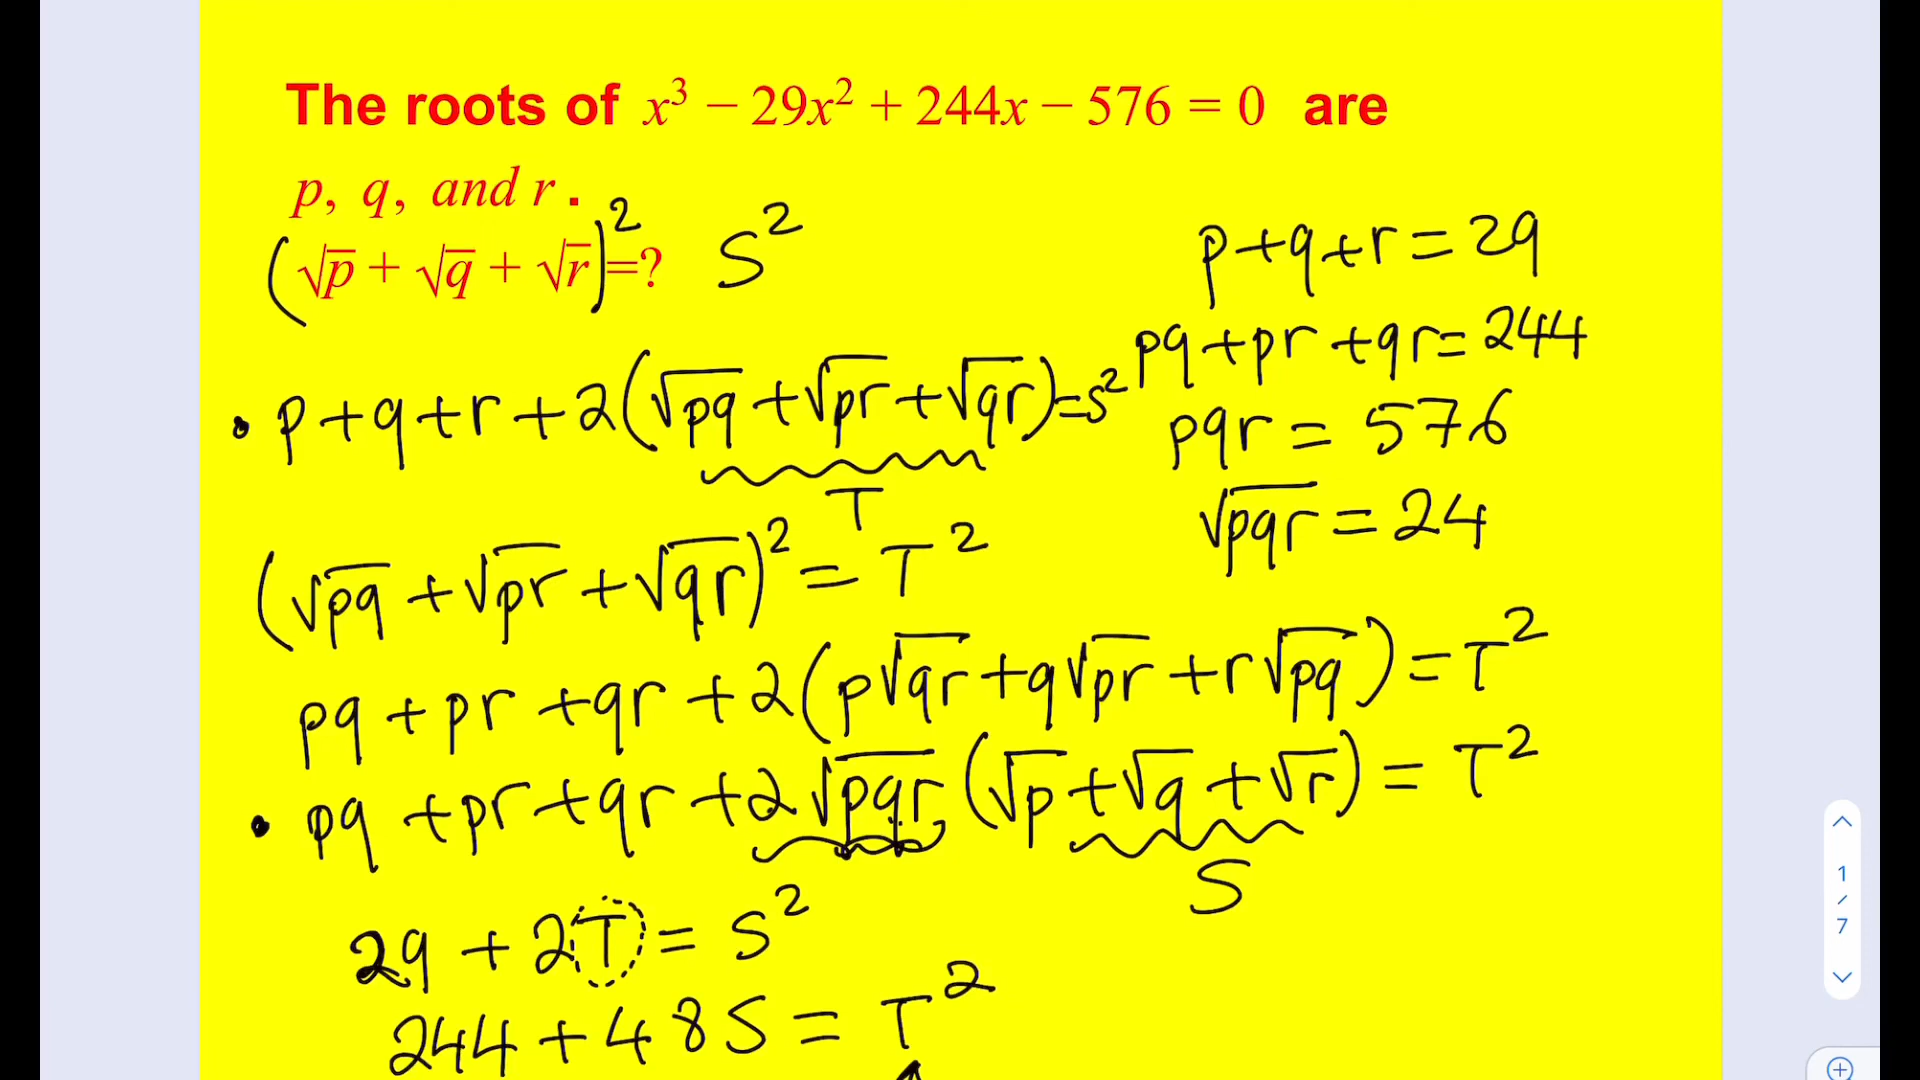 The roots of x³ − 29x² + 244x − 576 = 0 are
p, q, and r .
(√p + √q + √r)²=? S²
p+q+r=29
pq+pr+qr=244
pqr = 576
√pqr = 24
• p+q+r+2(√pq+√pr+√qr)=S²
T
(√pq+√pr+√qr)² = T²
pq+pr+qr+2(p√qr+q√pr+r√pq)=T²
• pq+pr+qr+2√pqr(√p+√q+√r)=T²
S
29+2T=S²
244+48S=T²
1
/
7